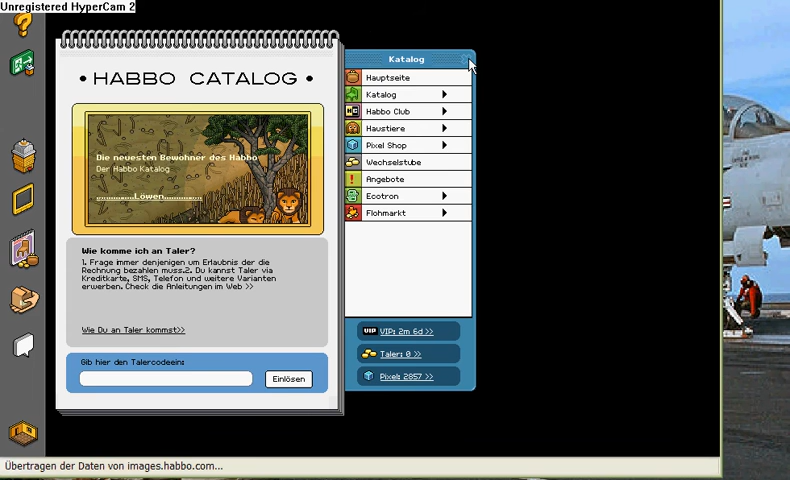 Unregistered HyperCam 2
• HABBO CATALOG •
Die neuesten Bewohner des Habbo
Der Habbo Katalog
...............Löwen...............
Wie komme ich an Taler?
1. Frage immer denjenigen um Erlaubnis der die
Rechnung bezahlen muss.2. Du kannst Taler via
Kreditkarte, SMS, Telefon und weitere Varianten
erwerben. Check die Anleitungen im Web >>
Wie Du an Taler kommst>>
Gib hier den Talercodeein:
Einlösen
Katalog
Hauptseite
Katalog
HC Habbo Club
Haustiere
Pixel Shop
Wechselstube
! Angebote
Ecotron
Flohmarkt
VIP VIP: 2m 6d >>
Taler: 0 >>
Pixel: 2857 >>
Übertragen der Daten von images.habbo.com...